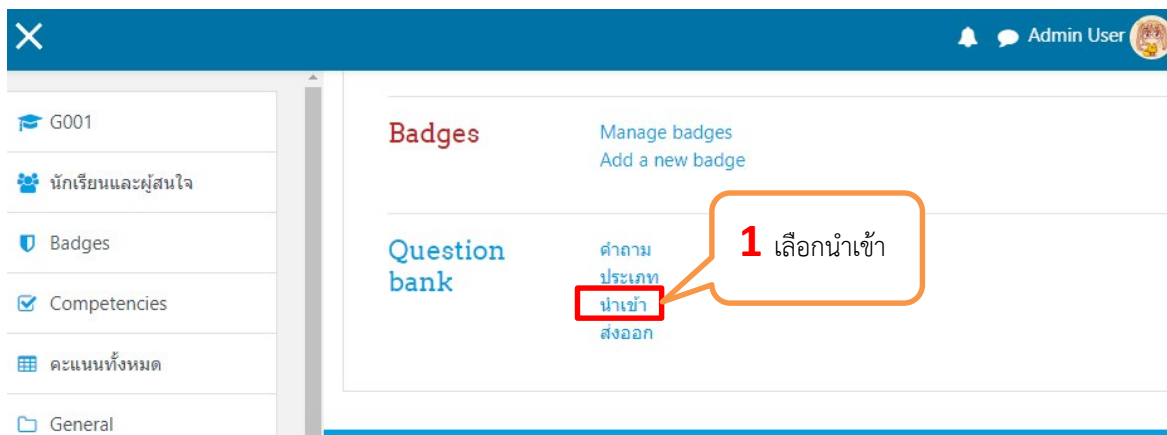 Admin User
G001
นักเรียนและผู้สนใจ
Badges
Competencies
คะแนนทั้งหมด
General
Badges
Manage badges
Add a new badge
Question
bank
คำถาม
ประเภท
นำเข้า
ส่งออก
1 เลือกนำเข้า